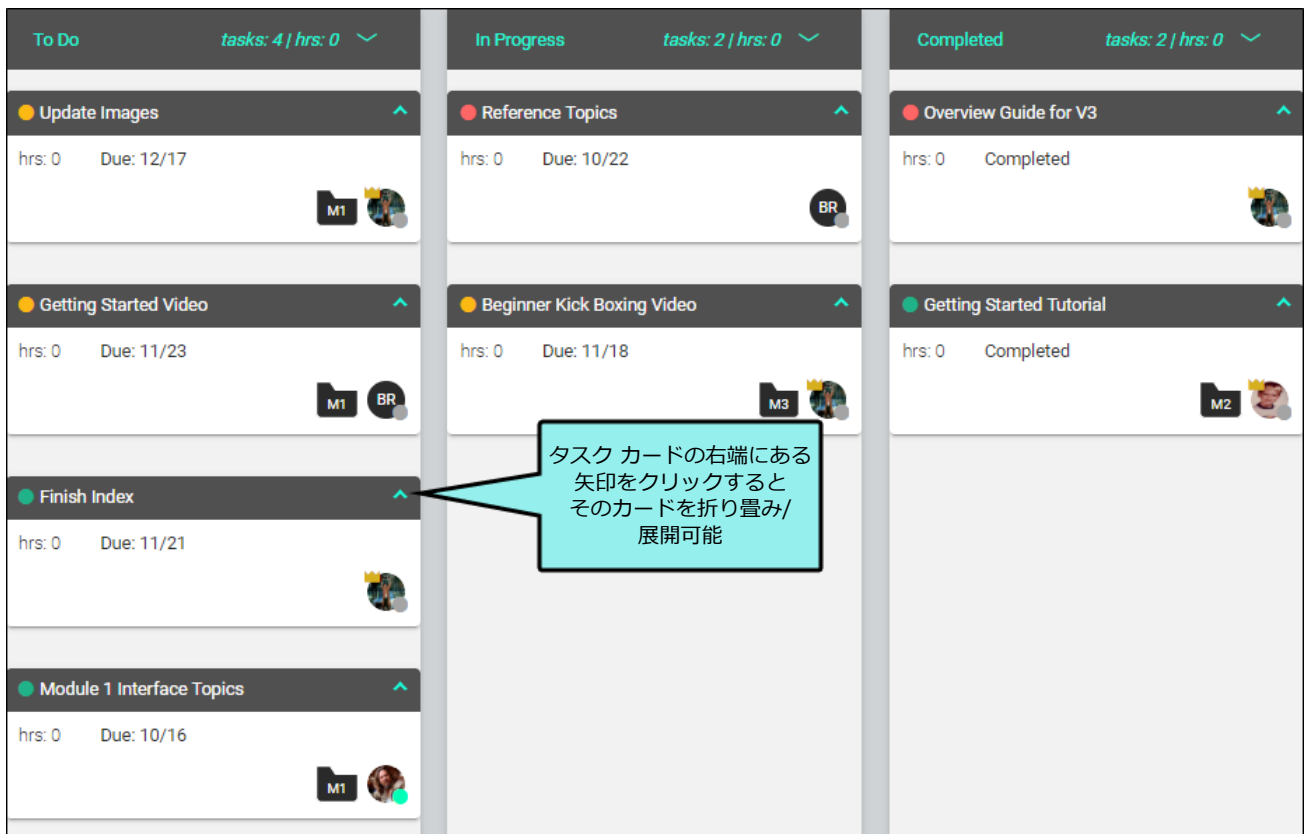 To Do tasks: 4 | hrs: 0
Update Images
hrs: 0 Due: 12/17
M1
Getting Started Video
hrs: 0 Due: 11/23
M1 BR
Finish Index
hrs: 0 Due: 11/21
Module 1 Interface Topics
hrs: 0 Due: 10/16
M1
In Progress tasks: 2 | hrs: 0
Reference Topics
hrs: 0 Due: 10/22
BR
Beginner Kick Boxing Video
hrs: 0 Due: 11/18
M3
タスク カードの右端にある
矢印をクリックすると
そのカードを折り畳み/
展開可能
Completed tasks: 2 | hrs: 0
Overview Guide for V3
hrs: 0 Completed
Getting Started Tutorial
hrs: 0 Completed
M2